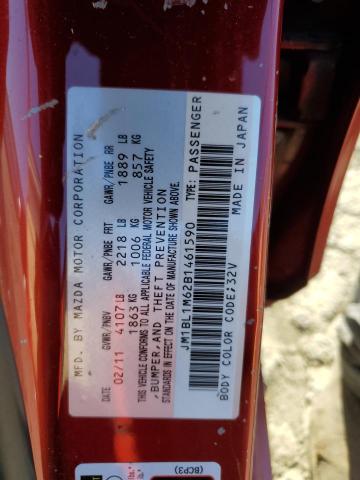 MFD. BY MAZDA MOTOR CORPORATION
DATE GVWR/PNBV GAWR/PNBE FRT GAWR/PNBE RR
02/11 4107 LB 2218 LB 1889 LB
1863 KG 1006 KG 857 KG
THIS VEHICLE CONFORMS TO ALL APPLICABLE FEDERAL MOTOR VEHICLE SAFETY
,BUMPER,AND THEFT PREVENTION
STANDARDS IN EFFECT ON THE DATE OF MANUFACTURE SHOWN ABOVE.
JM1BL1M62B1461590 TYPE: PASSENGER
BODY COLOR CODE;32V MADE IN JAPAN
(BCP3)